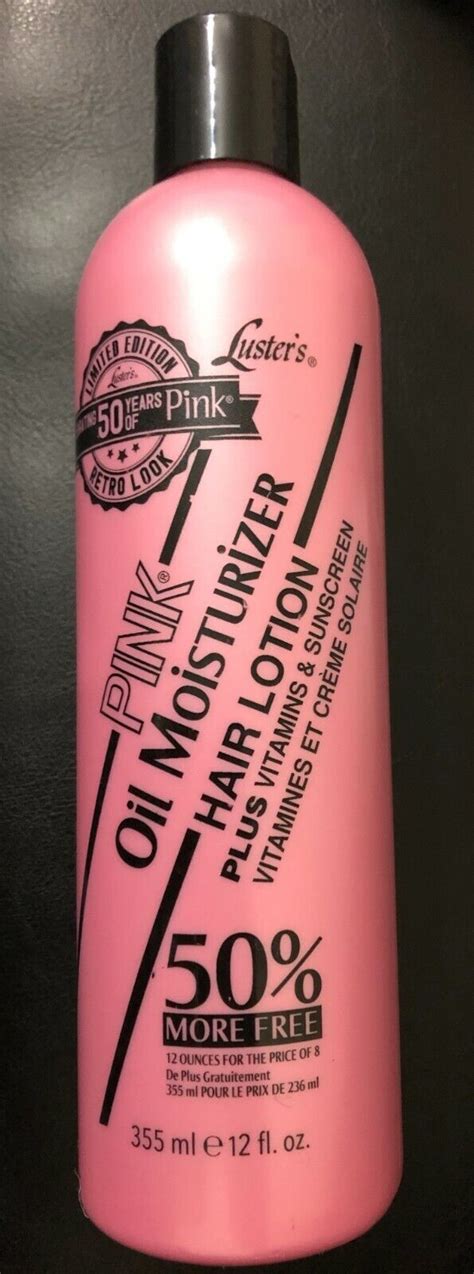 Luster's®
LIMITED EDITION
Luster's®
50 YEARS OF Pink®
RETRO LOOK
PINK®
Oil Moisturizer
HAIR LOTION
PLUS VITAMINS & SUNSCREEN
VITAMINES ET CRÈME SOLAIRE
50%
MORE FREE
12 OUNCES FOR THE PRICE OF 8
De Plus Gratuitement
355 ml POUR LE PRIX DE 236 ml
355 ml e 12 fl. oz.